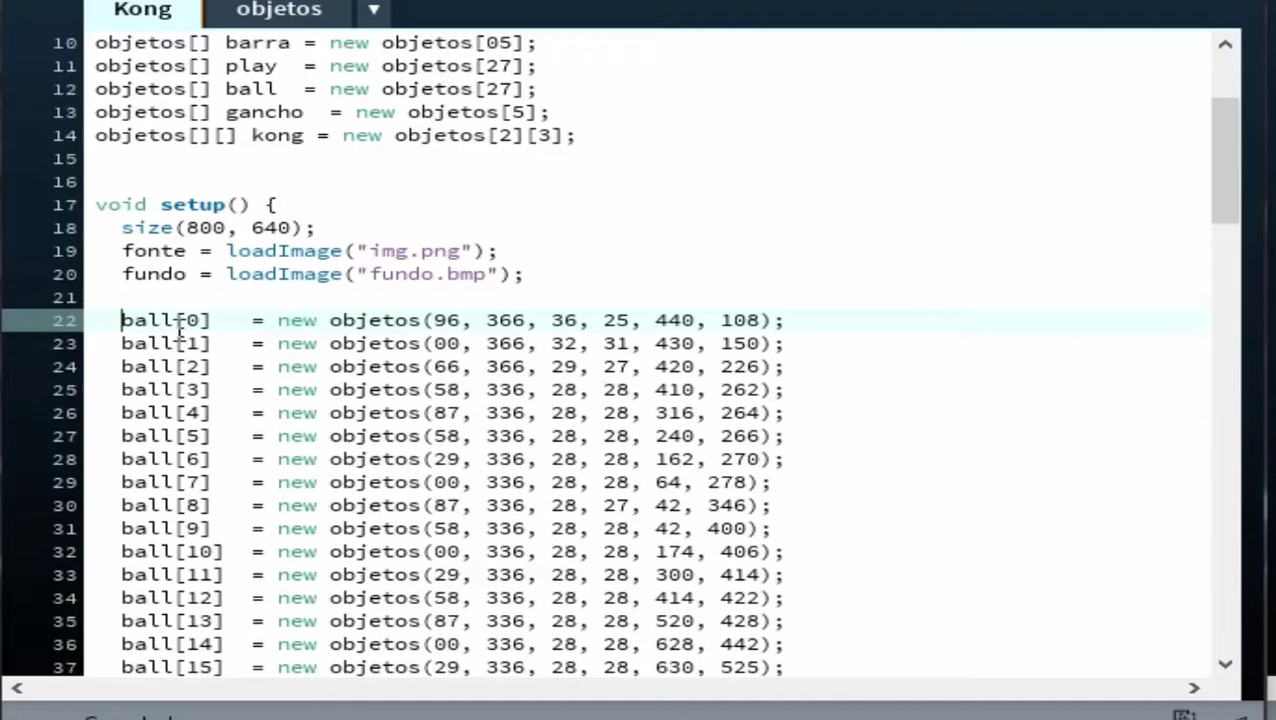 Kong objetos
10 objetos[] barra = new objetos[05];
11 objetos[] play  = new objetos[27];
12 objetos[] ball  = new objetos[27];
13 objetos[] gancho  = new objetos[5];
14 objetos[][] kong = new objetos[2][3];
15
16
17 void setup() {
18   size(800, 640);
19   fonte = loadImage("img.png");
20   fundo = loadImage("fundo.bmp");
21
22   ball[0]   = new objetos(96, 366, 36, 25, 440, 108);
23   ball[1]   = new objetos(00, 366, 32, 31, 430, 150);
24   ball[2]   = new objetos(66, 366, 29, 27, 420, 226);
25   ball[3]   = new objetos(58, 336, 28, 28, 410, 262);
26   ball[4]   = new objetos(87, 336, 28, 28, 316, 264);
27   ball[5]   = new objetos(58, 336, 28, 28, 240, 266);
28   ball[6]   = new objetos(29, 336, 28, 28, 162, 270);
29   ball[7]   = new objetos(00, 336, 28, 28, 64, 278);
30   ball[8]   = new objetos(87, 336, 28, 27, 42, 346);
31   ball[9]   = new objetos(58, 336, 28, 28, 42, 400);
32   ball[10]  = new objetos(00, 336, 28, 28, 174, 406);
33   ball[11]  = new objetos(29, 336, 28, 28, 300, 414);
34   ball[12]  = new objetos(58, 336, 28, 28, 414, 422);
35   ball[13]  = new objetos(87, 336, 28, 28, 520, 428);
36   ball[14]  = new objetos(00, 336, 28, 28, 628, 442);
37   ball[15]  = new objetos(29, 336, 28, 28, 630, 525);